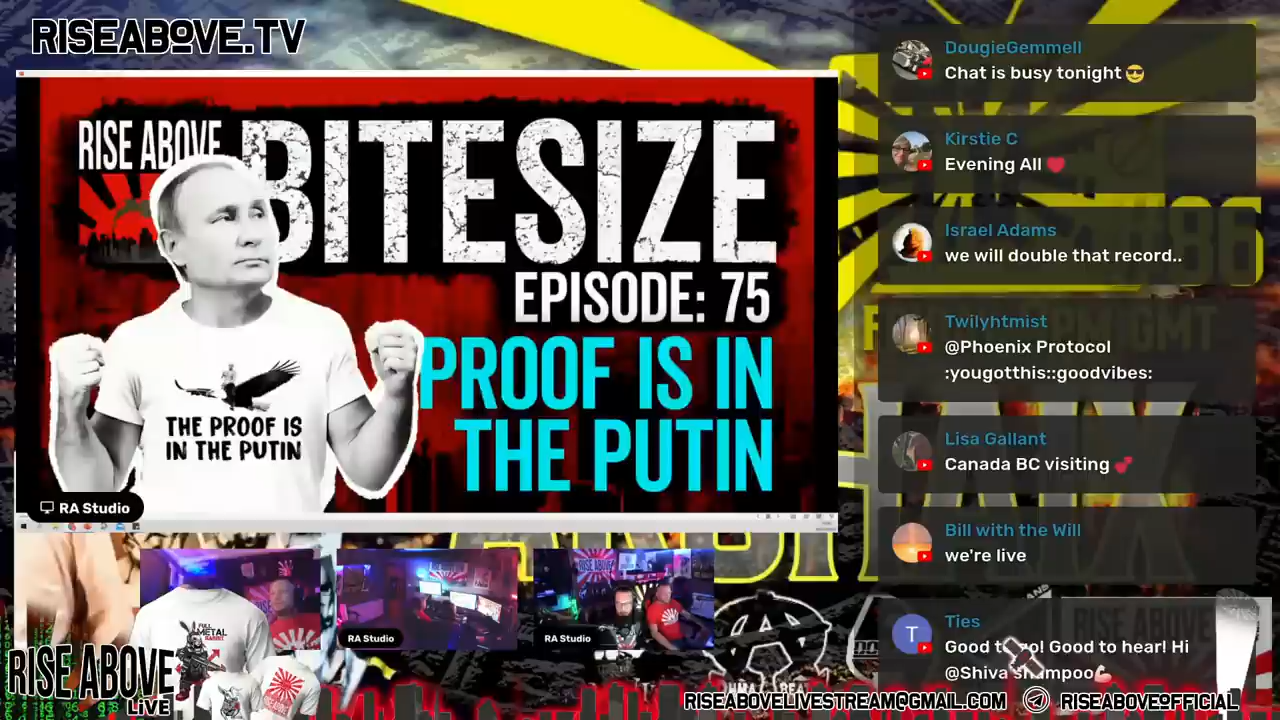 RISEABOVE.TV
RISE ABOVE
BITESIZE
EPISODE: 75
PROOF IS IN
THE PUTIN
THE PROOF IS
IN THE PUTIN
RA Studio
DougieGemmell
Chat is busy tonight 😎
Kirstie C
Evening All ❤️
Israel Adams
we will double that record..
#96
Twilyhtmist
@Phoenix Protocol
:yougotthis::goodvibes:
Lisa Gallant
Canada BC visiting 💕
Bill with the Will
we're live
T
Ties
Good to Hi
@Shiva
RA Studio
RA Studio
FULL
METAL
RISE ABOVE
LIVE
RISEABOVELIVESTREAM@GMAIL.COM
RISEABOVEOFFICIAL